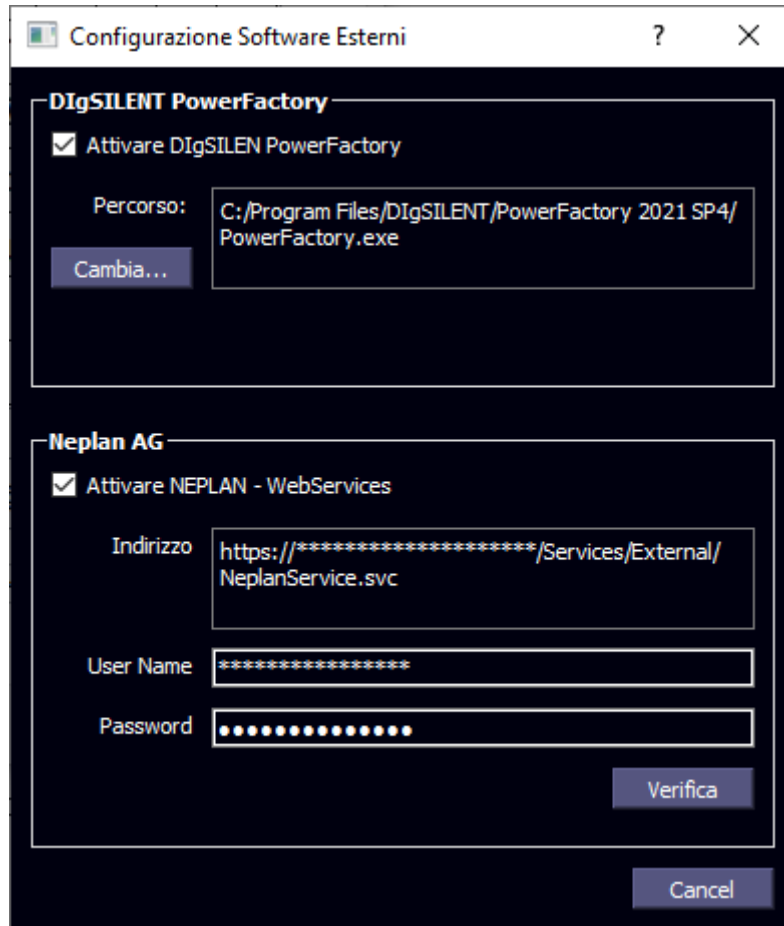 Configurazione Software Esterni ? ×
DIgSILENT PowerFactory
Attivare DIgSILEN PowerFactory
Percorso:
C:/Program Files/DIgSILENT/PowerFactory 2021 SP4/
PowerFactory.exe
Cambia...
Neplan AG
Attivare NEPLAN - WebServices
Indirizzo
https://********************/Services/External/
NeplanService.svc
User Name
****************
Password
●●●●●●●●●●●●●●
Verifica
Cancel